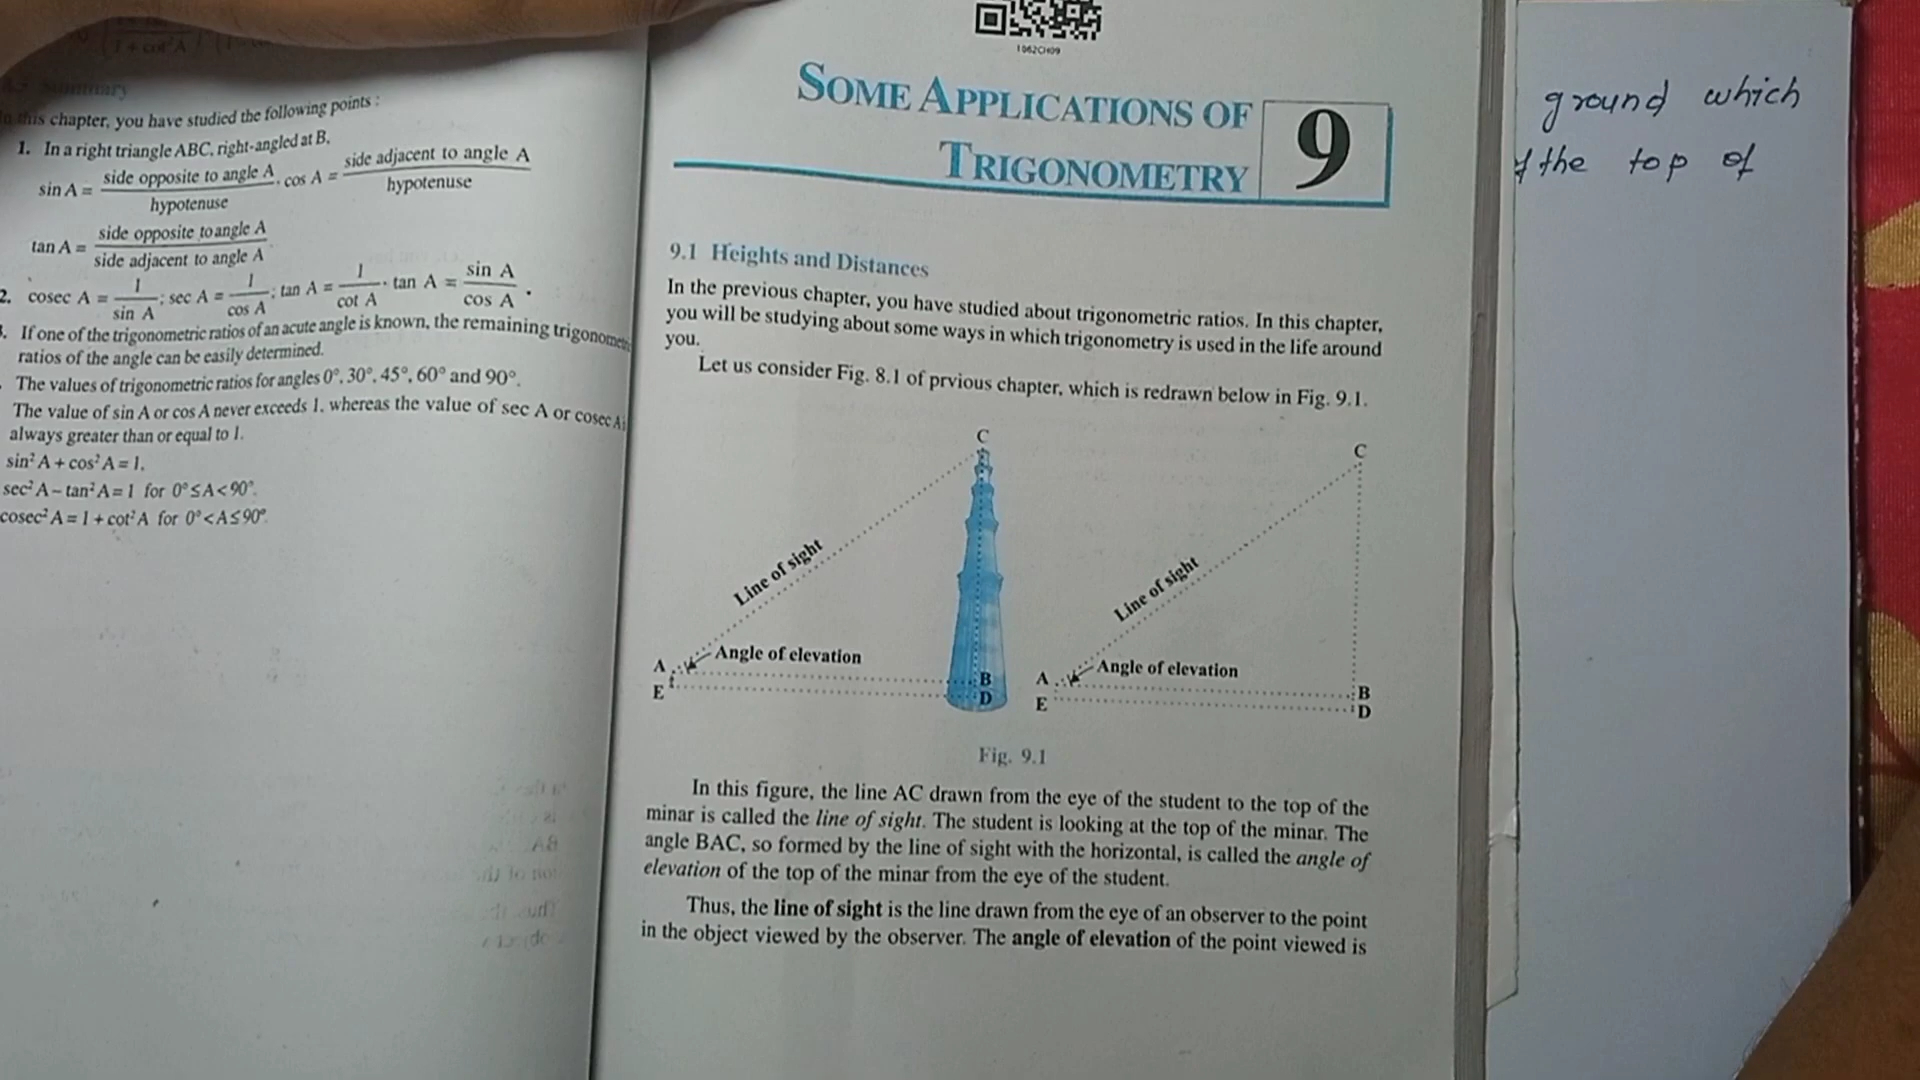 1 + cot² A
Summary
In this chapter, you have studied the following points :
1. In a right triangle ABC, right-angled at B,
sin A = side opposite to angle A / hypotenuse, cos A = side adjacent to angle A / hypotenuse
tan A = side opposite to angle A / side adjacent to angle A
2. cosec A = 1 / sin A ; sec A = 1 / cos A ; tan A = 1 / cot A . tan A = sin A / cos A .
If one of the trigonometric ratios of an acute angle is known, the remaining
ratios of the angle can be easily determined.
The values of trigonometric ratios for angles 0°, 30°, 45°, 60° and 90°.
The value of sin A or cos A never exceeds 1, whereas the value of sec A or cosec A
always greater than or equal to 1.
sin² A + cos² A = 1,
sec² A – tan² A = 1 for 0° ≤ A < 90°.
cosec² A = 1 + cot² A for 0° < A ≤ 90°.
1062CH09
SOME APPLICATIONS OF
TRIGONOMETRY
9
9.1 Heights and Distances
In the previous chapter, you have studied about trigonometric ratios. In this chapter,
you will be studying about some ways in which trigonometry is used in the life around
you.
Let us consider Fig. 8.1 of prvious chapter, which is redrawn below in Fig. 9.1.
C
Line of sight
A
Angle of elevation
B
E
D
C
Line of sight
A
Angle of elevation
B
E
D
Fig. 9.1
In this figure, the line AC drawn from the eye of the student to the top of the
minar is called the line of sight. The student is looking at the top of the minar. The
angle BAC, so formed by the line of sight with the horizontal, is called the angle of
elevation of the top of the minar from the eye of the student.
Thus, the line of sight is the line drawn from the eye of an observer to the point
in the object viewed by the observer. The angle of elevation of the point viewed is
ground which
the top of